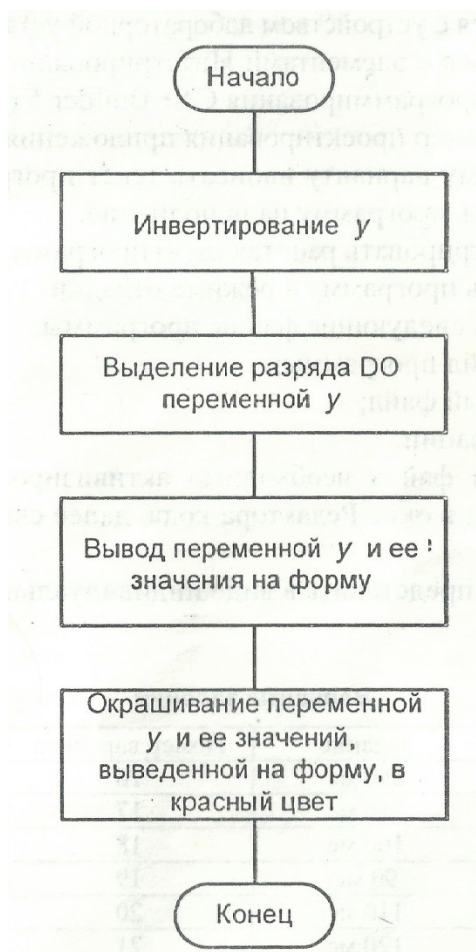 Начало
Инвертирование y
Выделение разряда DO
переменной y
Вывод переменной y и ее
значения на форму
Окрашивание переменной
y и ее значений,
выведенной на форму, в
красный цвет
Конец